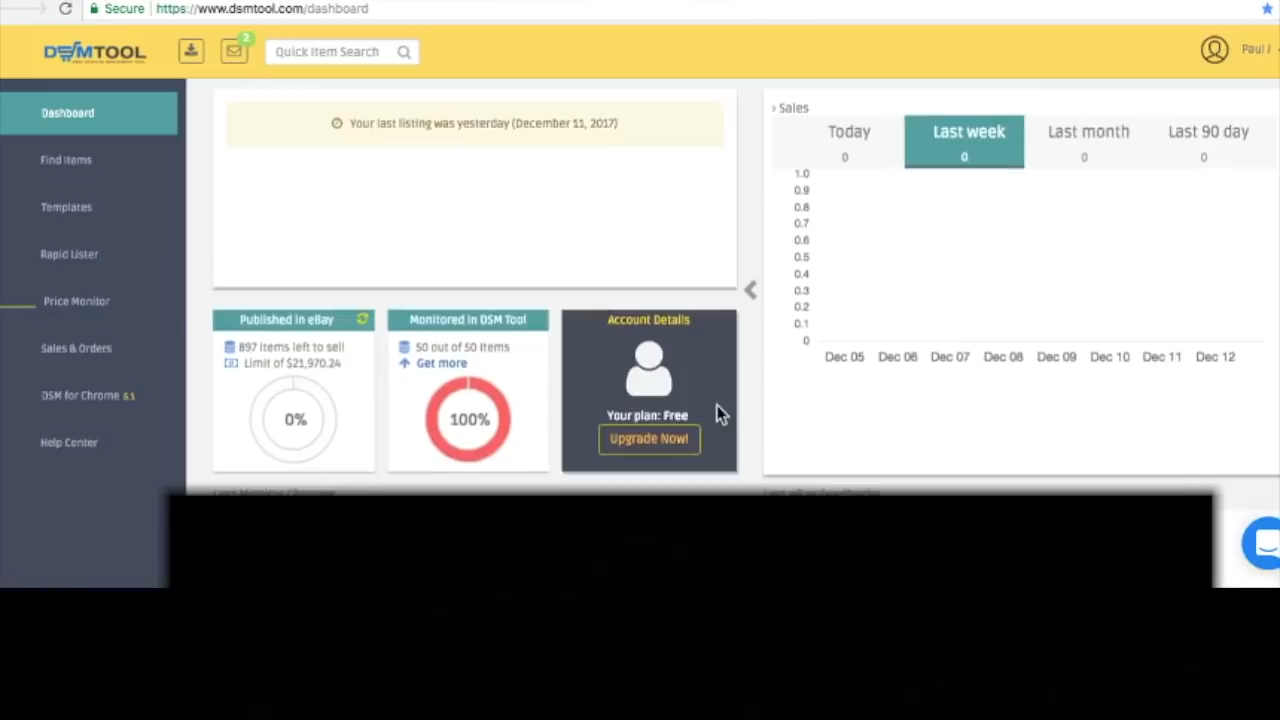 Secure
https://www.dsmtool.com/dashboard
DSMTOOL
2
Quick Item Search
Paul J
Dashboard
Find Items
Templates
Rapid Lister
Price Monitor
Sales & Orders
DSM for Chrome 5.1
Help Center
Your last listing was yesterday (December 11, 2017)
Published in eBay
897 items left to sell
Limit of $21,970.24
0%
Monitored in DSM Tool
50 out of 50 Items
Get more
100%
Account Details
Your plan: Free
Upgrade Now!
Sales
Today
0
Last week
0
Last month
0
Last 90 day
0
1.0
0.9
0.8
0.7
0.6
0.5
0.4
0.3
0.2
0.1
0
Dec 05 Dec 06 Dec 07 Dec 08 Dec 09 Dec 10 Dec 11 Dec 12